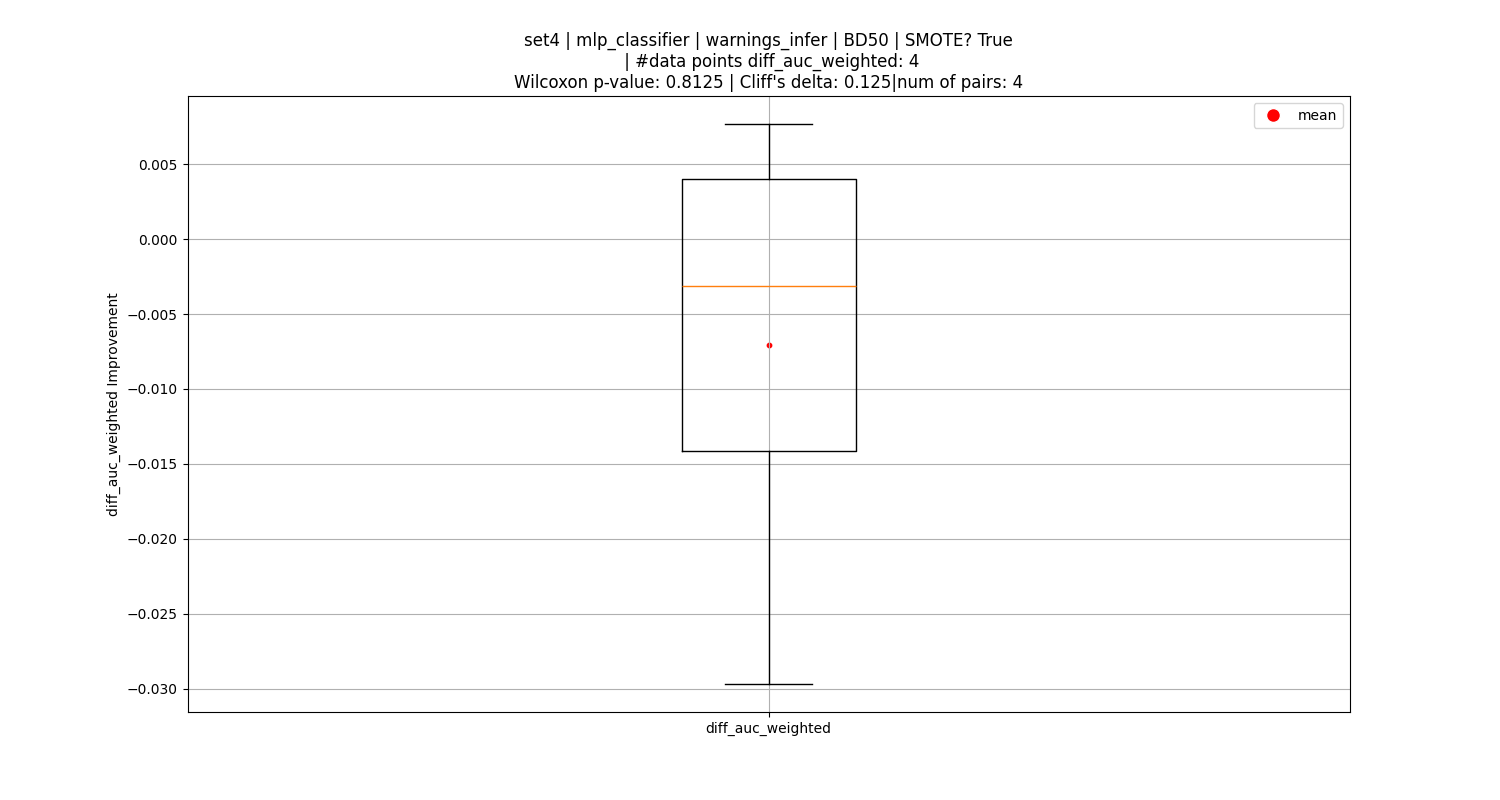 set4 | mlp_classifier | warnings_infer | BD50 | SMOTE? True
| #data points diff_auc_weighted: 4
Wilcoxon p-value: 0.8125 | Cliff's delta: 0.125|num of pairs: 4
mean
0.005
0.000
−0.005
−0.010
−0.015
−0.020
−0.025
−0.030
diff_auc_weighted Improvement
diff_auc_weighted